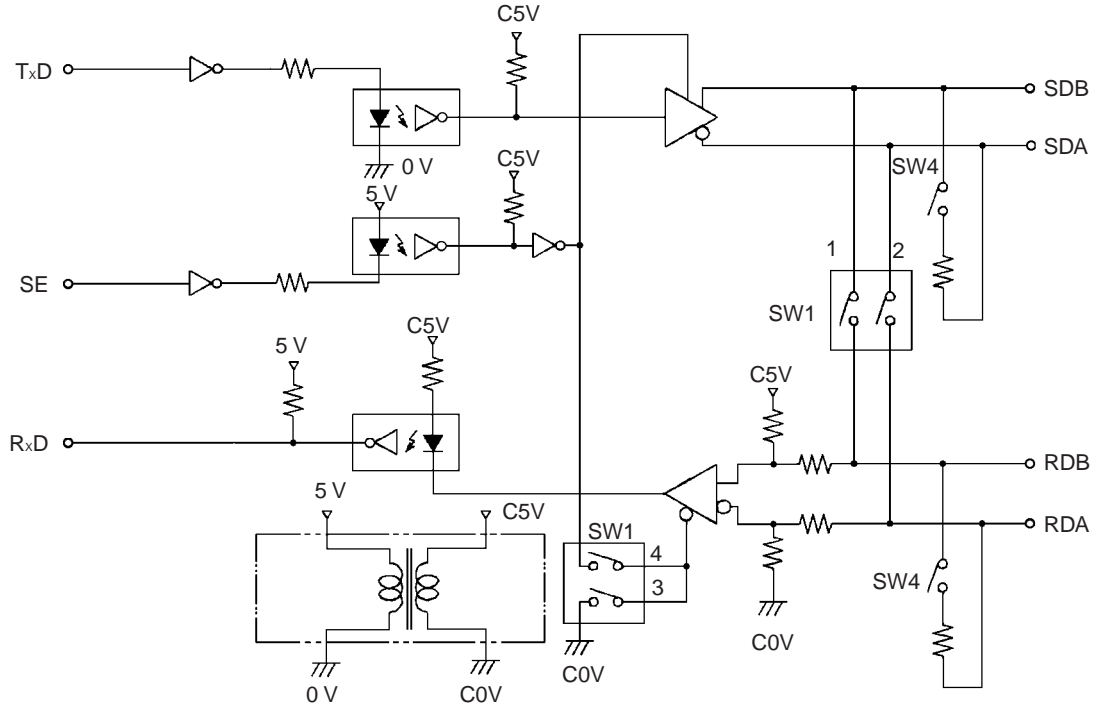 C5V
TxD
SDB
0 V
SDA
C5V
SW4
5 V
1
2
SE
SW1
C5V
5 V
C5V
RxD
RDB
5 V
C5V
RDA
SW1
4
SW4
3
C0V
C0V
0 V
C0V